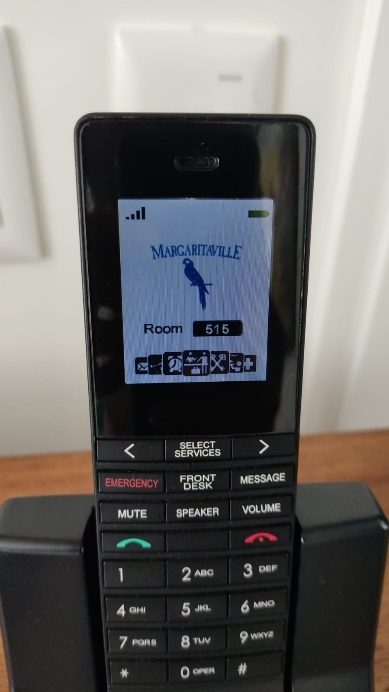 MARGARITAVILLE
Room 515
< SELECT SERVICES >
EMERGENCY FRONT DESK MESSAGE
MUTE SPEAKER VOLUME
1 2 ABC 3 DEF
4 GHI 5 JKL 6 MNO
7 PQRS 8 TUV 9 WXYZ
* 0 OPER #